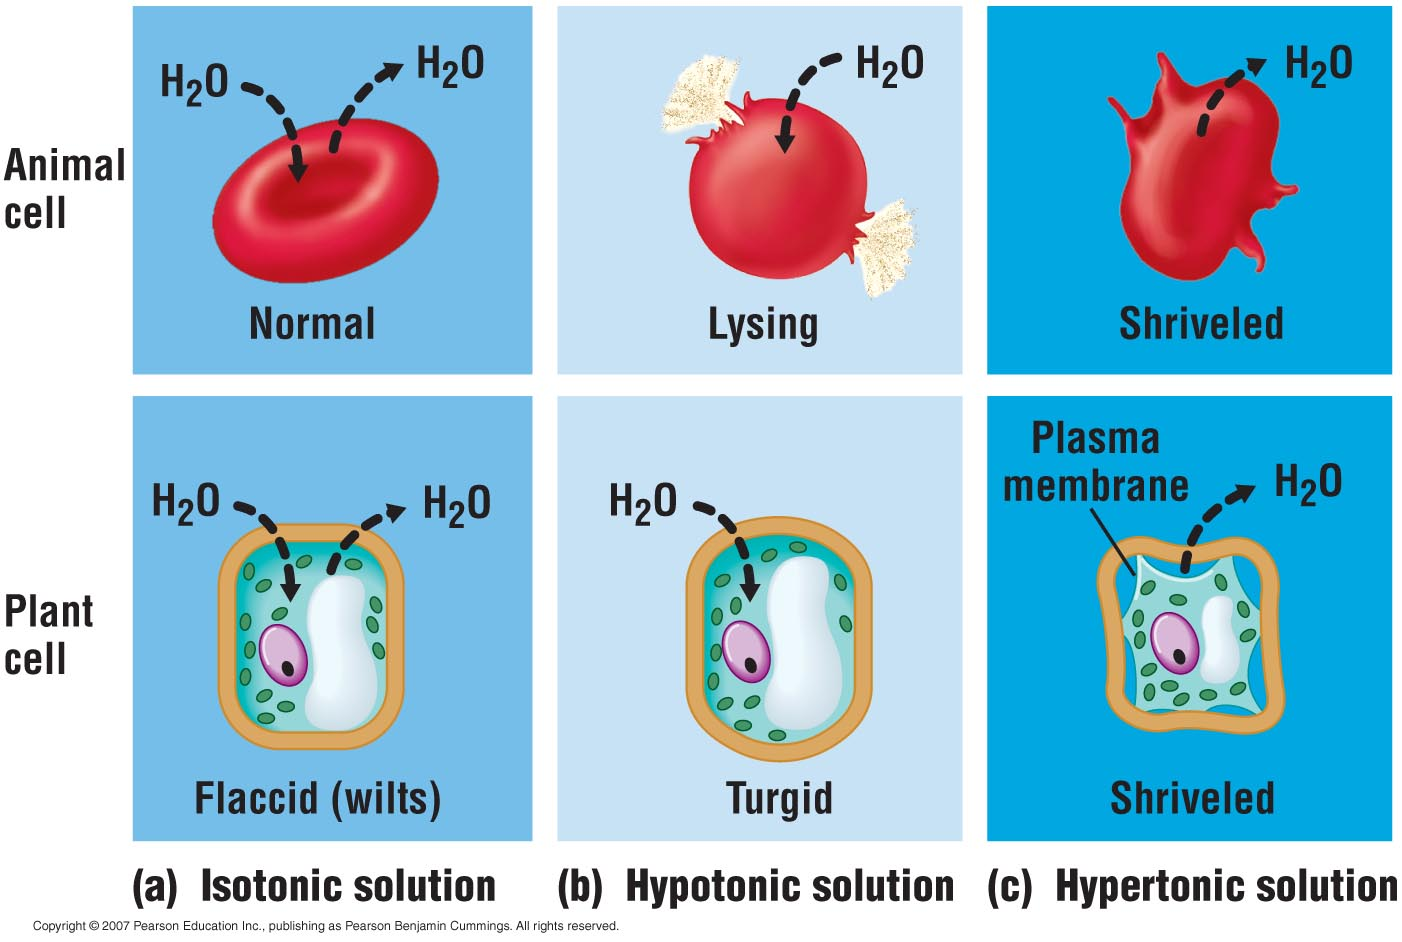 H₂O
H₂O
H₂O
H₂O
Animal
cell
Normal
Lysing
Shriveled
Plasma
membrane
H₂O
H₂O
H₂O
H₂O
Plant
cell
Flaccid (wilts)
Turgid
Shriveled
(a) Isotonic solution
(b) Hypotonic solution
(c) Hypertonic solution
Copyright © 2007 Pearson Education Inc., publishing as Pearson Benjamin Cummings. All rights reserved.